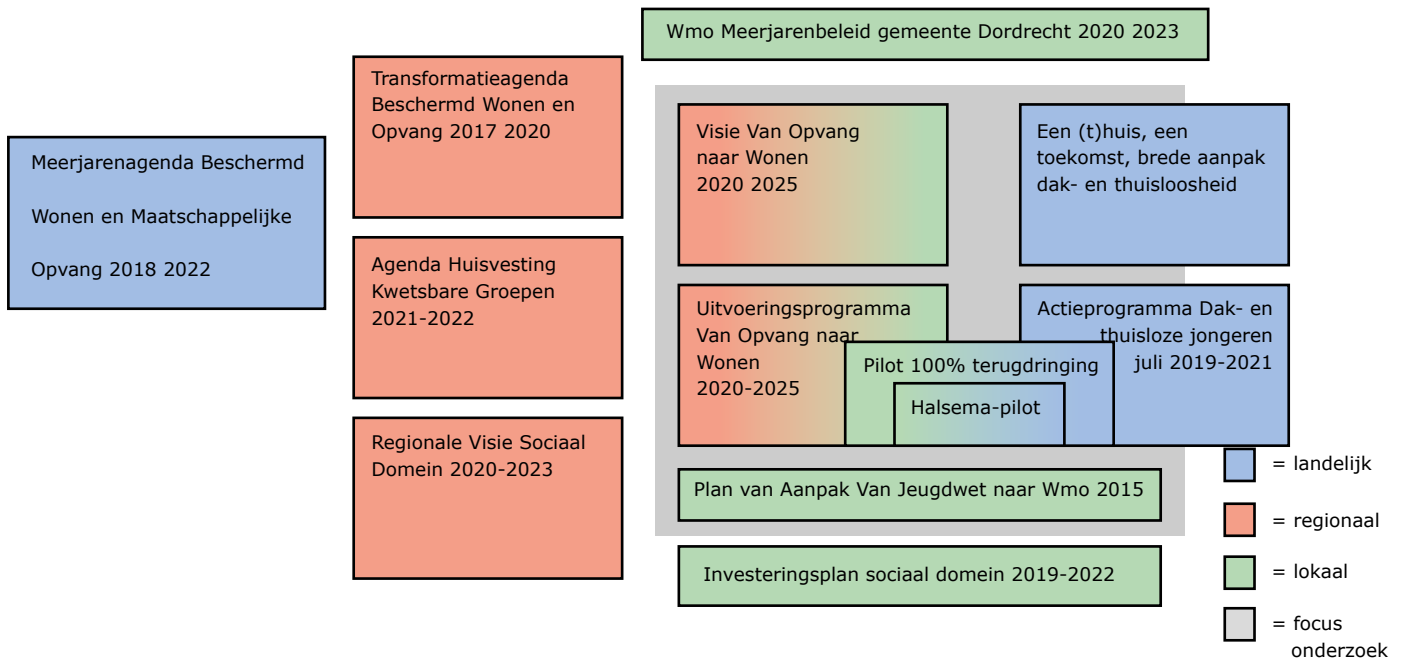 Wmo Meerjarenbeleid gemeente Dordrecht 2020 2023
Meerjarenagenda Beschermd
Wonen en Maatschappelijke
Opvang 2018 2022
Transformatieagenda
Beschermd Wonen en
Opvang 2017 2020
Agenda Huisvesting
Kwetsbare Groepen
2021-2022
Regionale Visie Sociaal
Domein 2020-2023
Visie Van Opvang
naar Wonen
2020 2025
Een (t)huis, een
toekomst, brede aanpak
dak- en thuisloosheid
Uitvoeringsprogramma
Van Opvang naar
Wonen
2020-2025
Actieprogramma Dak- en
thuisloze jongeren
juli 2019-2021
Pilot 100% terugdringing
Halsema-pilot
Plan van Aanpak Van Jeugdwet naar Wmo 2015
Investeringsplan sociaal domein 2019-2022
= landelijk
= regionaal
= lokaal
= focus
onderzoek